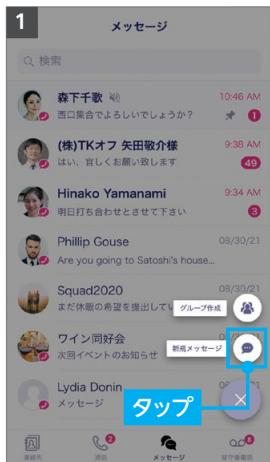 1
メッセージ
検索
森下千歌 10:46 AM
西口集合でよろしいでしょうか? 1
(株)TKオフ 矢田敬介様 9:38 AM
はい、宜しくお願い致します 49
Hinako Yamanami 9:34 AM
明日打ち合わせとさせて下さい 3
Phillip Gouse 08/30/21
Are you going to Satoshi's house...
Squad2020 08/30/21
まだ休暇の希望を提出してい
グループ作成
ワイン同好会
次回イベントのお知らせ
新規メッセージ
Lydia Donin
メッセージ
タップ
連絡先 通話 メッセージ 留守番電話